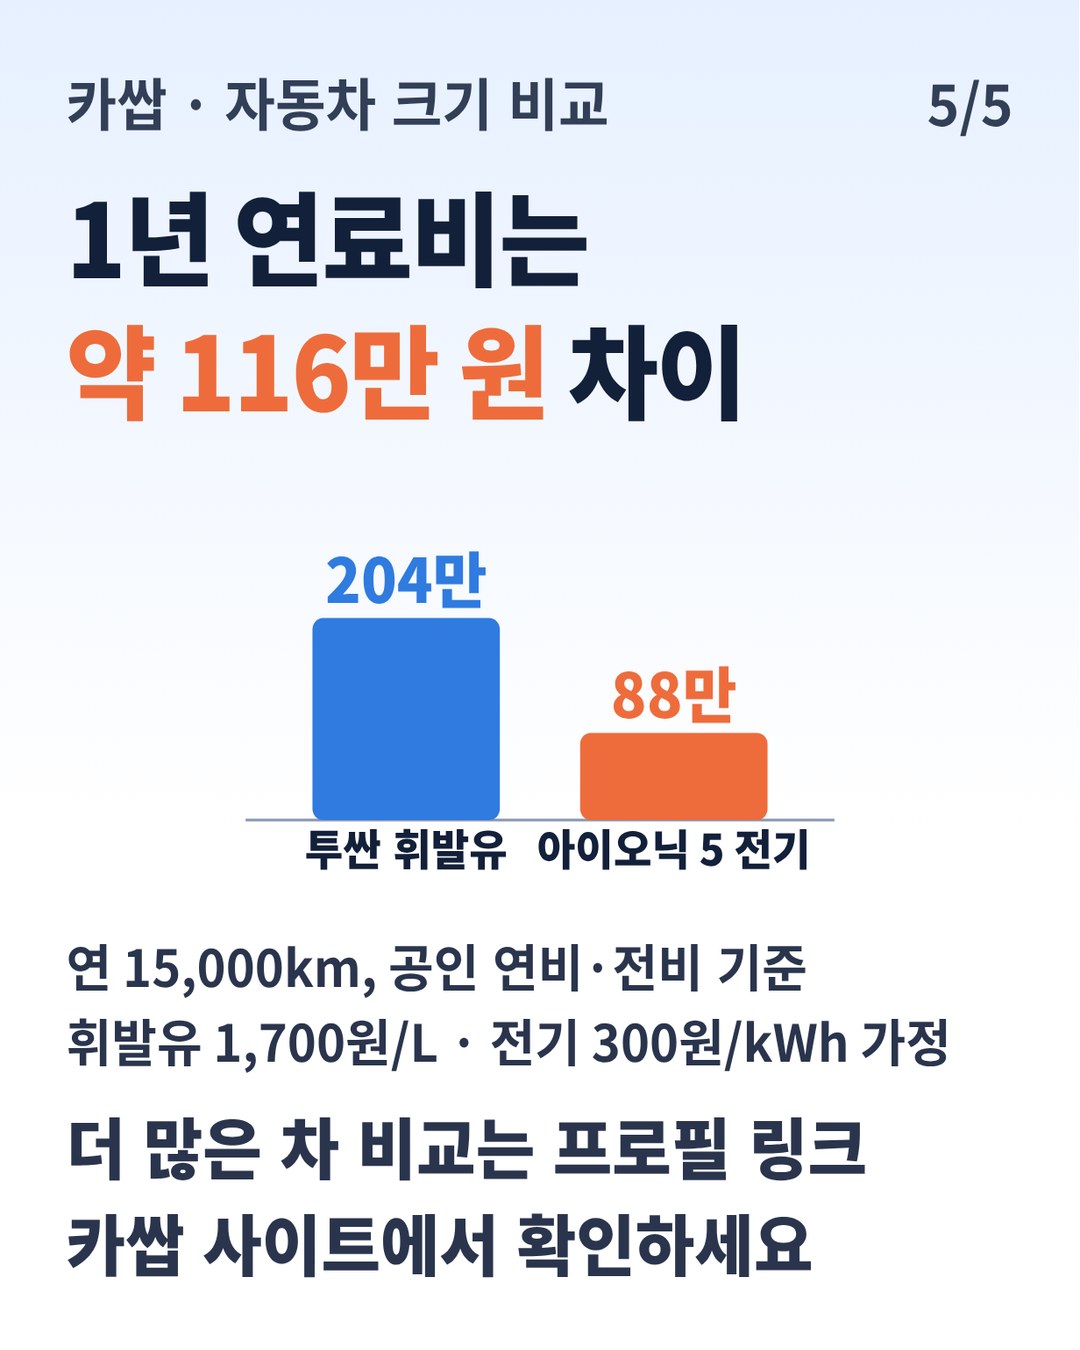 카쌉 · 자동차 크기 비교
5/5
1년 연료비는
약 116만 원 차이
204만
88만
투싼 휘발유
아이오닉 5 전기
연 15,000km, 공인 연비·전비 기준
휘발유 1,700원/L · 전기 300원/kWh 가정
더 많은 차 비교는 프로필 링크
카쌉 사이트에서 확인하세요